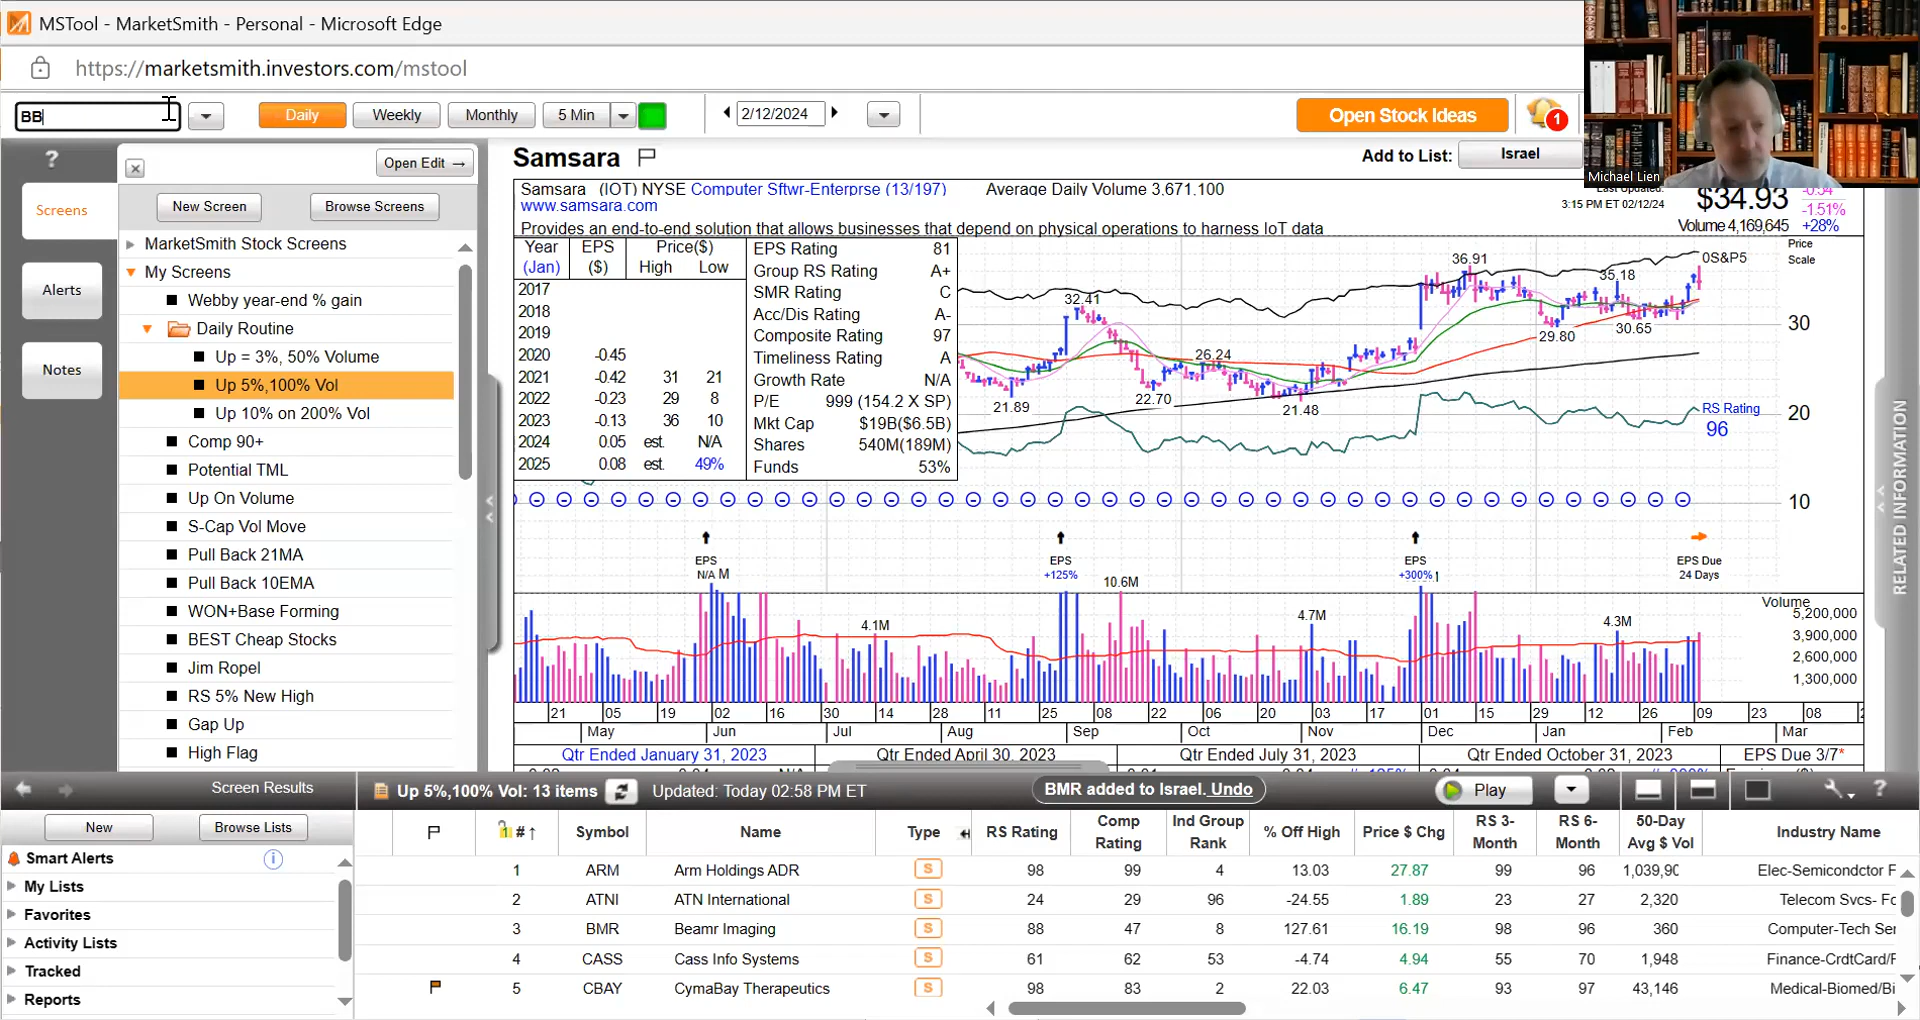 MSTool - MarketSmith - Personal - Microsoft Edge
https://marketsmith.investors.com/mstool
BB
Daily
Weekly
Monthly
5 Min
2/12/2024
Open Stock Ideas
1
?
Open Edit →
Screens
Alerts
Notes
New Screen
Browse Screens
MarketSmith Stock Screens
My Screens
Webby year-end % gain
Daily Routine
Up = 3%, 50% Volume
Up 5%,100% Vol
Up 10% on 200% Vol
Comp 90+
Potential TML
Up On Volume
S-Cap Vol Move
Pull Back 21MA
Pull Back 10EMA
WON+Base Forming
BEST Cheap Stocks
Jim Ropel
RS 5% New High
Gap Up
High Flag
Samsara
Add to List:
Israel
Michael Lien
Samsara (IOT) NYSE Computer Sftwr-Enterprse (13/197) Average Daily Volume 3,671,100
www.samsara.com
Provides an end-to-end solution that allows businesses that depend on physical operations to harness IoT data
Last Updated:
3:15 PM ET 02/12/24
$34.93
-0.54
-1.51%
Volume 4,169,645 +28%
Year EPS Price($)
(Jan) ($) High Low
2017
2018
2019
2020 -0.45
2021 -0.42 31 21
2022 -0.23 29 8
2023 -0.13 36 10
2024 0.05 est. N/A
2025 0.08 est. 49%
EPS Rating 81
Group RS Rating A+
SMR Rating C
Acc/Dis Rating A-
Composite Rating 97
Timeliness Rating A
Growth Rate N/A
P/E 999 (154.2 X SP)
Mkt Cap $19B($6.5B)
Shares 540M(189M)
Funds 53%
Price
Scale
0S&P5
36.91
35.18
32.41
30
30.65
29.80
26.24
21.89
22.70
21.48
RS Rating
96
20
10
EPS
N/A M
EPS
+125%
EPS
+300%
EPS Due
24 Days
10.6M
4.1M
4.7M
4.3M
Volume
5,200,000
3,900,000
2,600,000
1,300,000
21 05 19 02 16 30 14 28 11 25 08 22 06 20 03 17 01 15 29 12 26 09 23 08
May Jun Jul Aug Sep Oct Nov Dec Jan Feb Mar
Qtr Ended January 31, 2023
Qtr Ended April 30, 2023
Qtr Ended July 31, 2023
Qtr Ended October 31, 2023
EPS Due 3/7*
RELATED INFORMATION
Screen Results
Up 5%,100% Vol: 13 items
Updated: Today 02:58 PM ET
BMR added to Israel. Undo
Play
?
New
Browse Lists
Smart Alerts
i
My Lists
Favorites
Activity Lists
Tracked
Reports
1 # ↑ Symbol Name Type RS Rating Comp Rating Ind Group Rank % Off High Price $ Chg RS 3-Month RS 6-Month 50-Day Avg $ Vol Industry Name
1 ARM Arm Holdings ADR S 98 99 4 13.03 27.87 99 96 1,039,90 Elec-Semicondctor F
2 ATNI ATN International S 24 29 96 -24.55 1.89 23 27 2,320 Telecom Svcs- Fo
3 BMR Beamr Imaging S 88 47 8 127.61 16.19 98 96 360 Computer-Tech Ser
4 CASS Cass Info Systems S 61 62 53 -4.74 4.94 55 70 1,948 Finance-CrdtCard/F
5 CBAY CymaBay Therapeutics S 98 83 2 22.03 6.47 93 97 43,146 Medical-Biomed/Bi